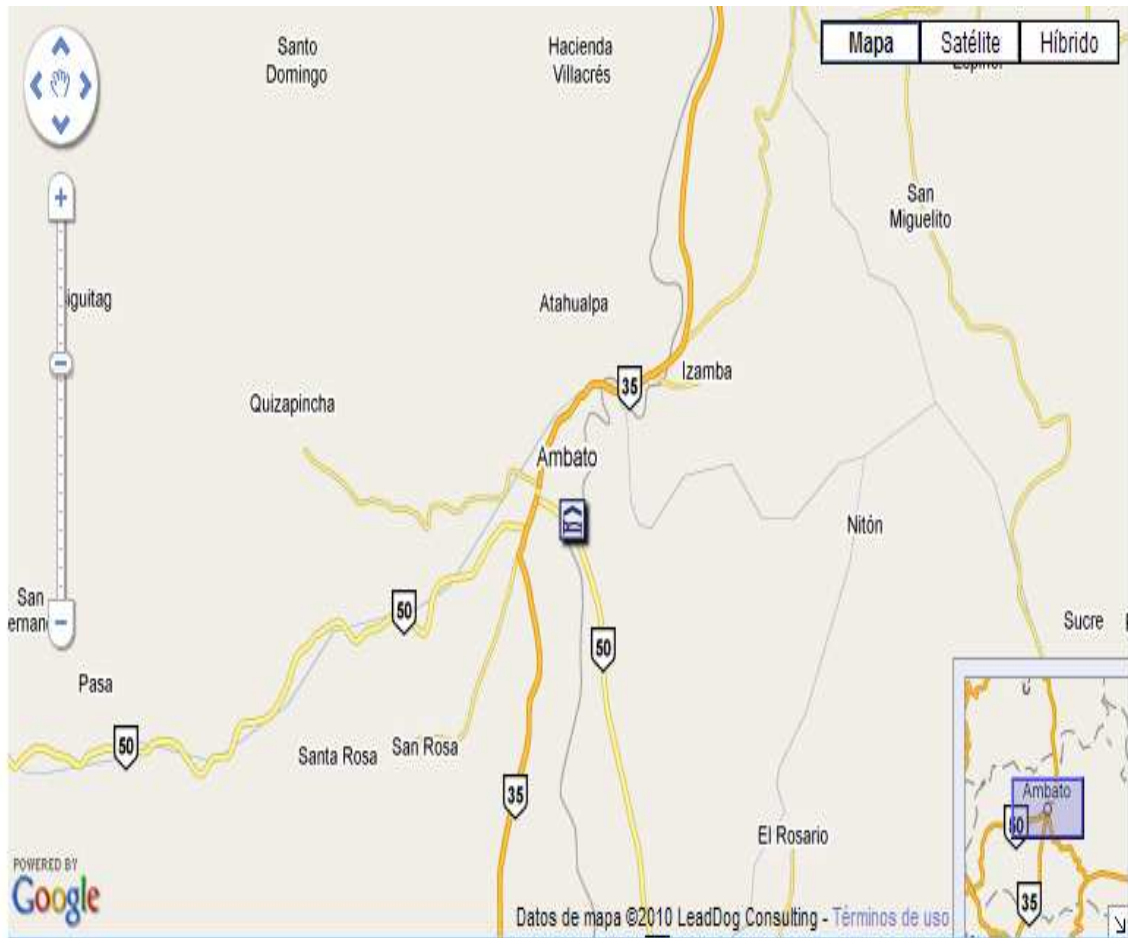 Santo
Domingo
Hacienda
Villacrés
Mapa
Satélite
Híbrido
San
Miguelito
iguitag
Atahualpa
35
Izamba
Quizapincha
Ambato
Nitón
50
San
ernan
Sucre
50
Pasa
50
Santa Rosa
San Rosa
35
Ambato
50
35
El Rosario
POWERED BY
Google
Datos de mapa ©2010 LeadDog Consulting - Términos de uso